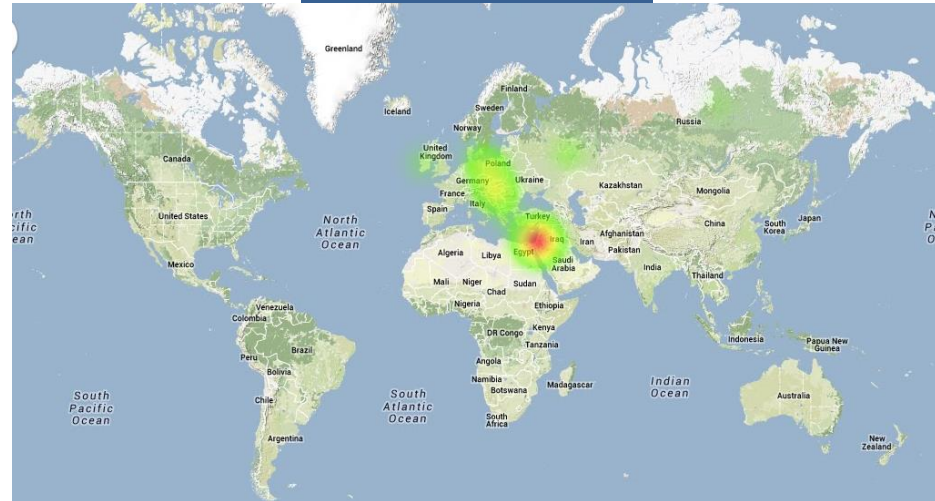 Greenland
Iceland
Finland
Sweden
Norway
Russia
United
Kingdom
Canada
Poland
Germany
Ukraine
France
Kazakhstan
Mongolia
Italy
Spain
United States
North
Atlantic
Ocean
Turkey
China
South
Korea
Japan
Iraq
Iran
Afghanistan
Pakistan
Algeria
Libya
Egypt
Saudi
Arabia
India
Mexico
Mali
Niger
Chad
Sudan
Thailand
Nigeria
Ethiopia
Venezuela
Colombia
DR Congo
Kenya
Tanzania
Indonesia
Papua New
Guinea
Peru
Brazil
Bolivia
Angola
Namibia
Botswana
Madagascar
South
Pacific
Ocean
Chile
South
Atlantic
Ocean
Indian
Ocean
Australia
South
Africa
Argentina
New
Zealand